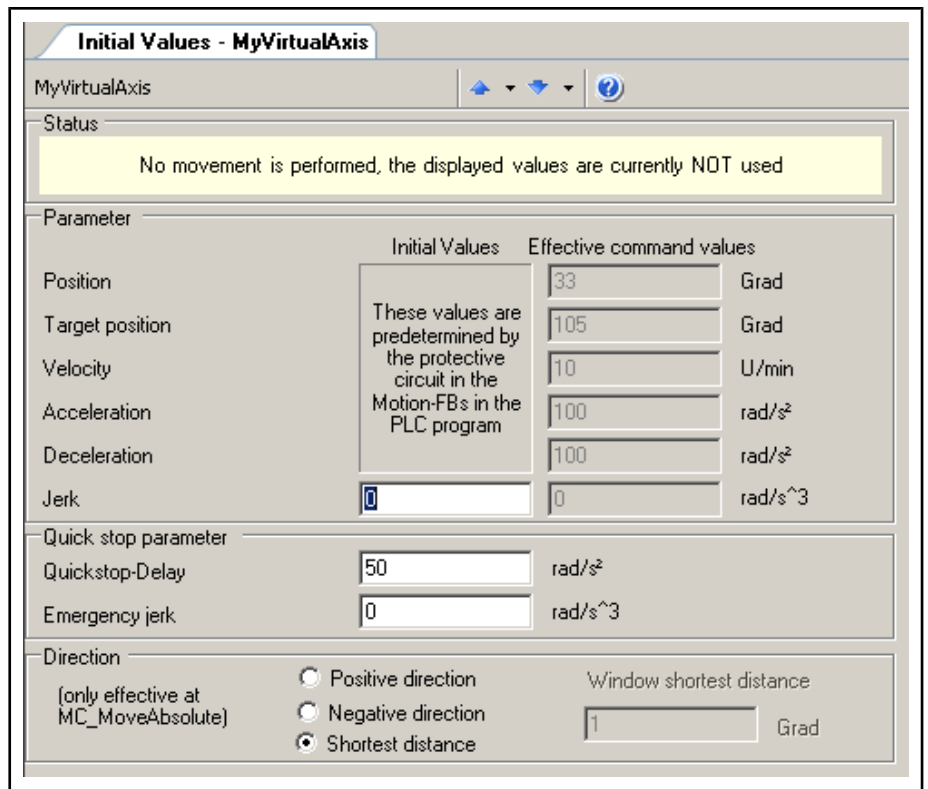 Initial Values - MyVirtualAxis
MyVirtualAxis
Status
No movement is performed, the displayed values are currently NOT used
Parameter
Initial Values Effective command values
Position 33 Grad
Target position 105 Grad
Velocity 10 U/min
Acceleration 100 rad/s²
Deceleration 100 rad/s²
These values are
predetermined by
the protective
circuit in the
Motion-FBs in the
PLC program
Jerk 0 0 rad/s^3
Quick stop parameter
Quickstop-Delay 50 rad/s²
Emergency jerk 0 rad/s^3
Direction
(only effective at
MC_MoveAbsolute)
Positive direction
Negative direction
Shortest distance
Window shortest distance
1 Grad